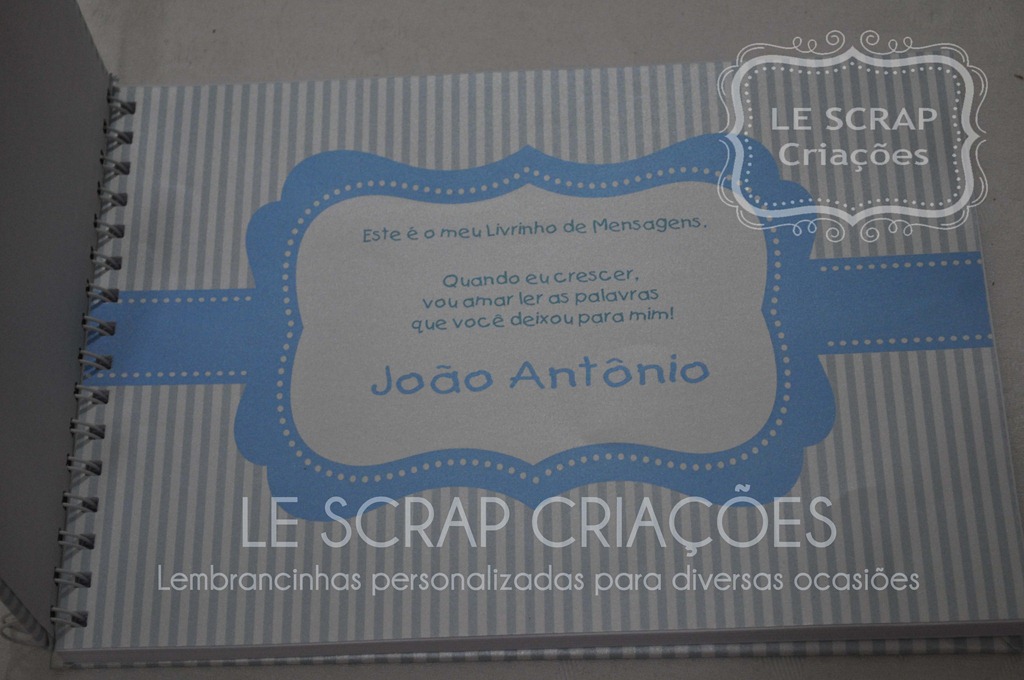 LE SCRAP
Criações
Este é o meu Livrinho de Mensagens.
Quando eu crescer,
vou amar ler as palavras
que você deixou para mim!
João Antônio
LE SCRAP CRIAÇÕES
Lembrancinhas personalizadas para diversas ocasiões